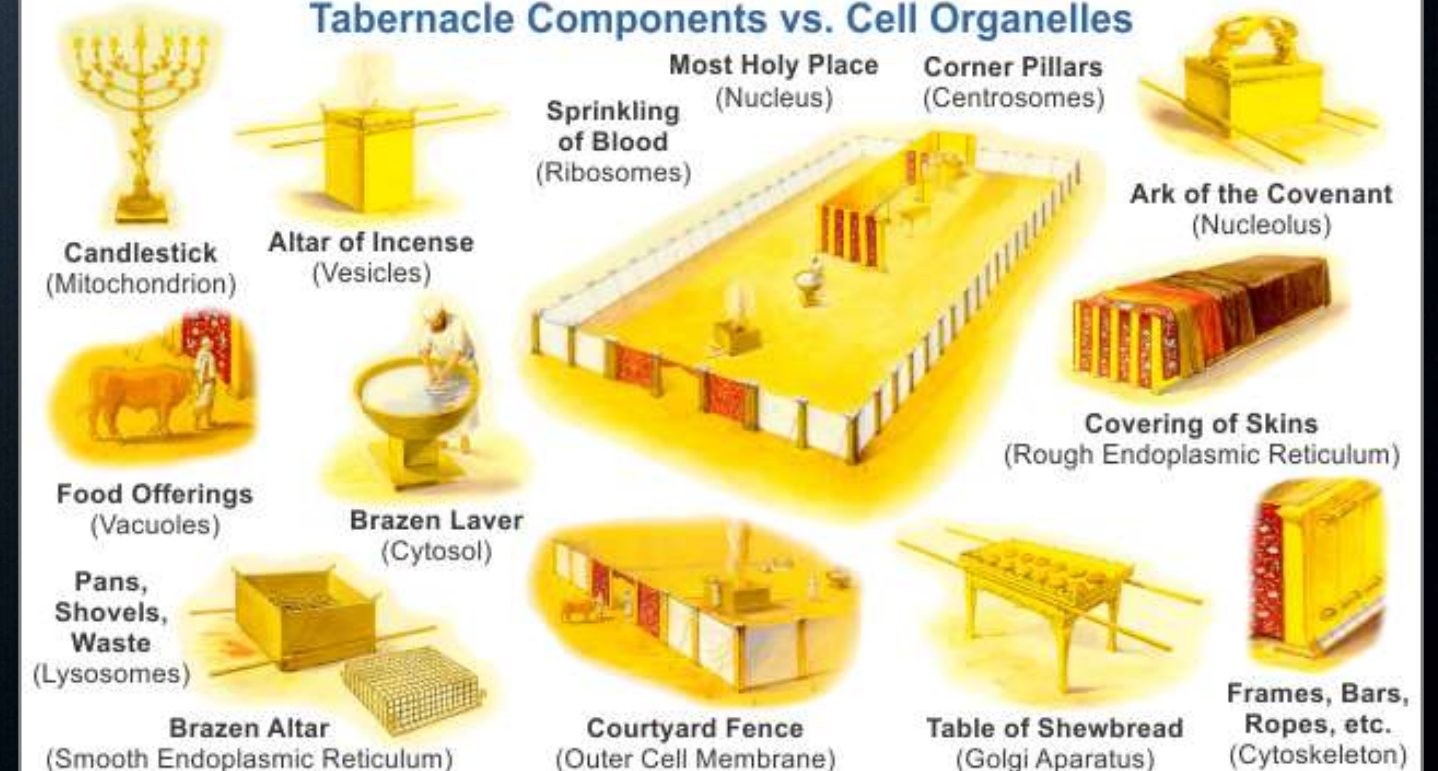 Tabernacle Components vs. Cell Organelles
Most Holy Place
(Nucleus)
Corner Pillars
(Centrosomes)
Sprinkling
of Blood
(Ribosomes)
Ark of the Covenant
(Nucleolus)
Candlestick
(Mitochondrion)
Altar of Incense
(Vesicles)
Covering of Skins
(Rough Endoplasmic Reticulum)
Food Offerings
(Vacuoles)
Brazen Laver
(Cytosol)
Pans,
Shovels,
Waste
(Lysosomes)
Brazen Altar
(Smooth Endoplasmic Reticulum)
Courtyard Fence
(Outer Cell Membrane)
Table of Shewbread
(Golgi Aparatus)
Frames, Bars,
Ropes, etc.
(Cytoskeleton)